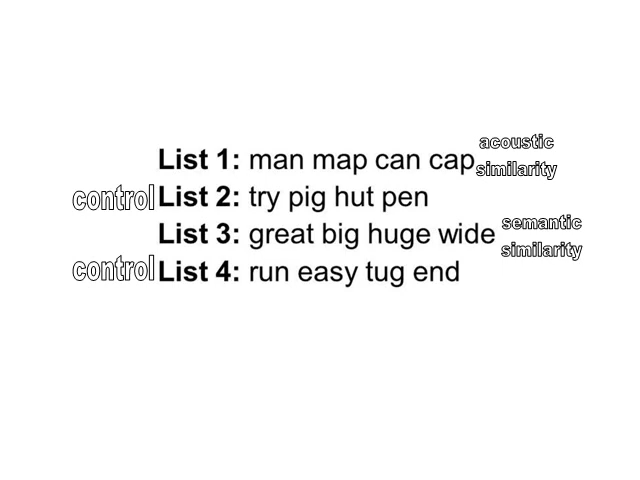 acoustic
List 1: man map can cap
similarity
control
List 2: try pig hut pen
semantic
List 3: great big huge wide
similarity
control
List 4: run easy tug end